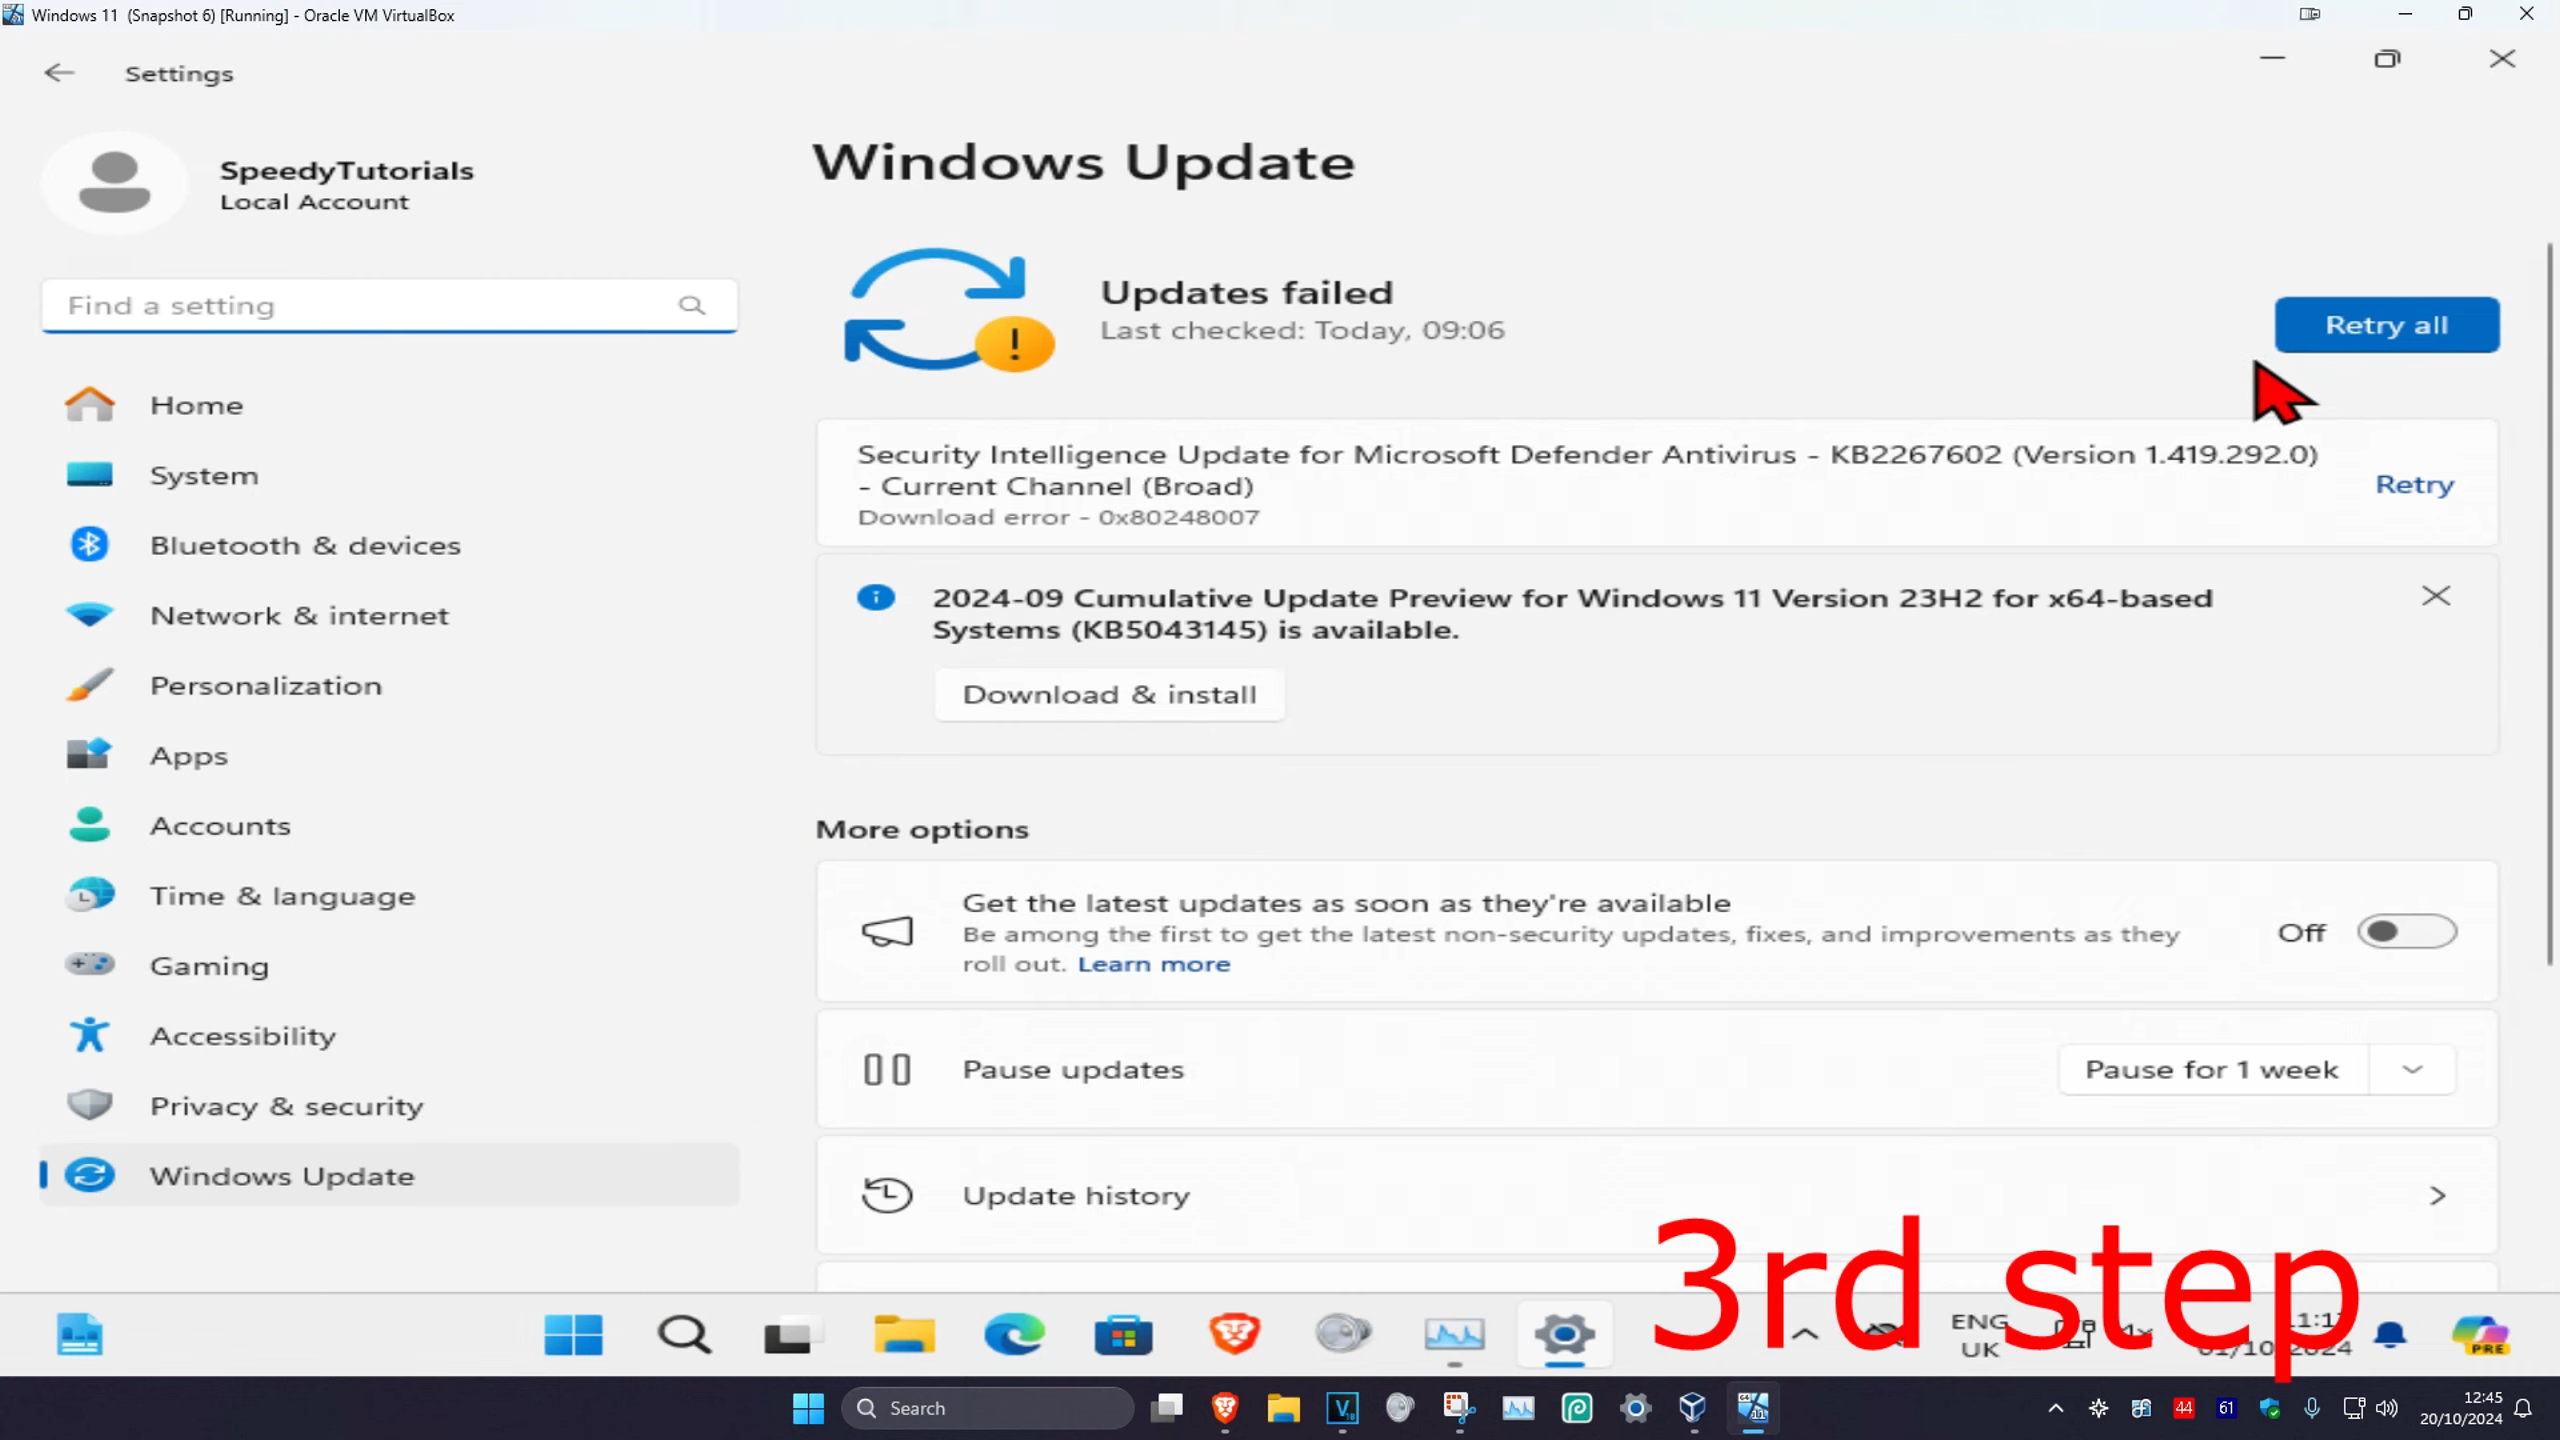 Windows 11 (Snapshot 6) [Running] - Oracle VM VirtualBox
Settings
SpeedyTutorials
Local Account
Find a setting
Home
System
Bluetooth & devices
Network & internet
Personalization
Apps
Accounts
Time & language
Gaming
Accessibility
Privacy & security
Windows Update
Windows Update
Updates failed
Last checked: Today, 09:06
Retry all
Security Intelligence Update for Microsoft Defender Antivirus - KB2267602 (Version 1.419.292.0)
- Current Channel (Broad)
Download error - 0x80248007
Retry
2024-09 Cumulative Update Preview for Windows 11 Version 23H2 for x64-based
Systems (KB5043145) is available.
Download & install
More options
Get the latest updates as soon as they're available
Be among the first to get the latest non-security updates, fixes, and improvements as they
roll out. Learn more
Off
Pause updates
Pause for 1 week
Update history
3rd step
ENG
UK
PRE
Search
44
61
12:45
20/10/2024